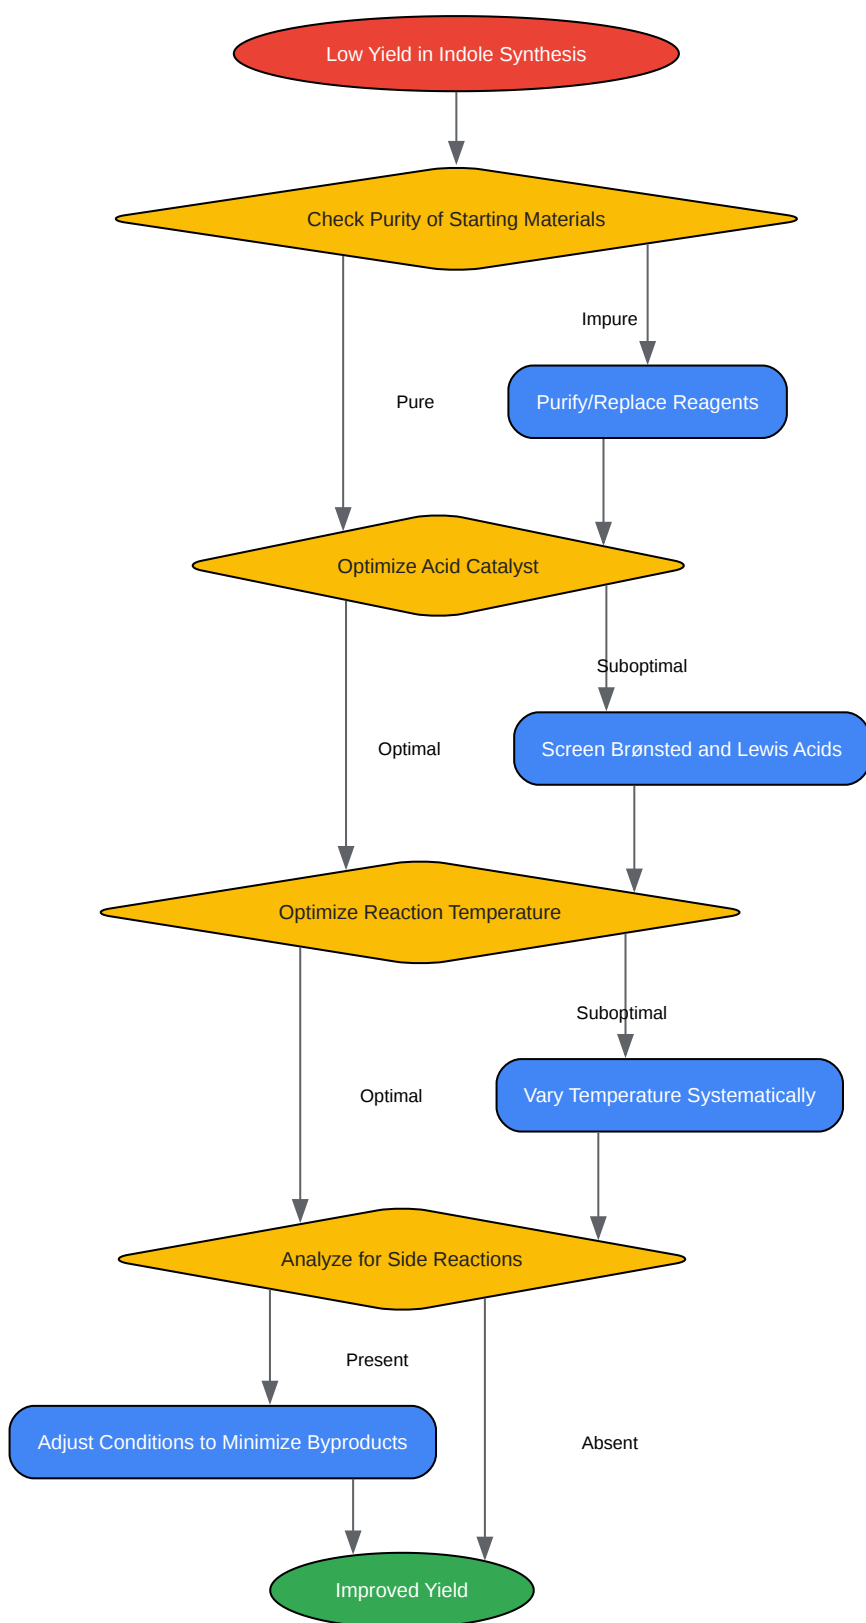 Low Yield in Indole Synthesis
Check Purity of Starting Materials
Impure
Pure
Purify/Replace Reagents
Optimize Acid Catalyst
Suboptimal
Optimal
Screen Brønsted and Lewis Acids
Optimize Reaction Temperature
Suboptimal
Optimal
Vary Temperature Systematically
Analyze for Side Reactions
Present
Adjust Conditions to Minimize Byproducts
Absent
Improved Yield